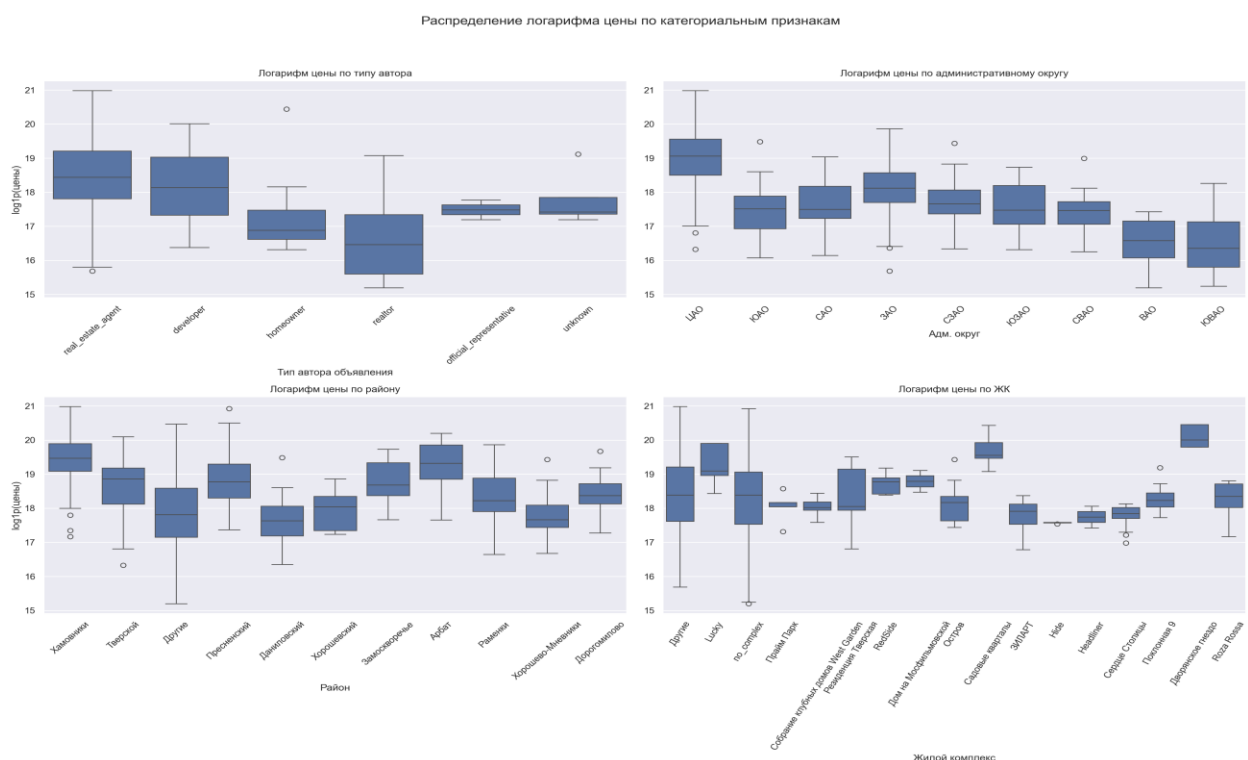 Распределение логарифма цены по категориальным признакам
Логарифм цены по типу автора
log1p(цены)
21
20
19
18
17
16
15
real_estate_agent
developer
homeowner
realtor
official_representative
unknown
Тип автора объявления
Логарифм цены по административному округу
21
20
19
18
17
16
15
ЦАО
ЮАО
САО
ЗАО
СЗАО
ЮЗАО
СВАО
ВАО
ЮВАО
Адм. округ
Логарифм цены по району
log1p(цены)
21
20
19
18
17
16
15
Хамовники
Тверской
Другие
Пресненский
Даниловский
Хорошевский
Замоскворечье
Арбат
Раменки
Хорошево-Мневники
Дорогомилово
Район
Логарифм цены по ЖК
21
20
19
18
17
16
15
Другие
Lucky
no_complex
Прайм Парк
Собрание клубных домов West Garden
Резиденция Тверская
RedSide
Дом на Мосфильмовской
Остров
Садовые кварталы
ЗИЛАРТ
Hide
Headliner
Сердце Столицы
Поклонная 9
Дворянское гнездо
Roza Rossa
Жилой комплекс